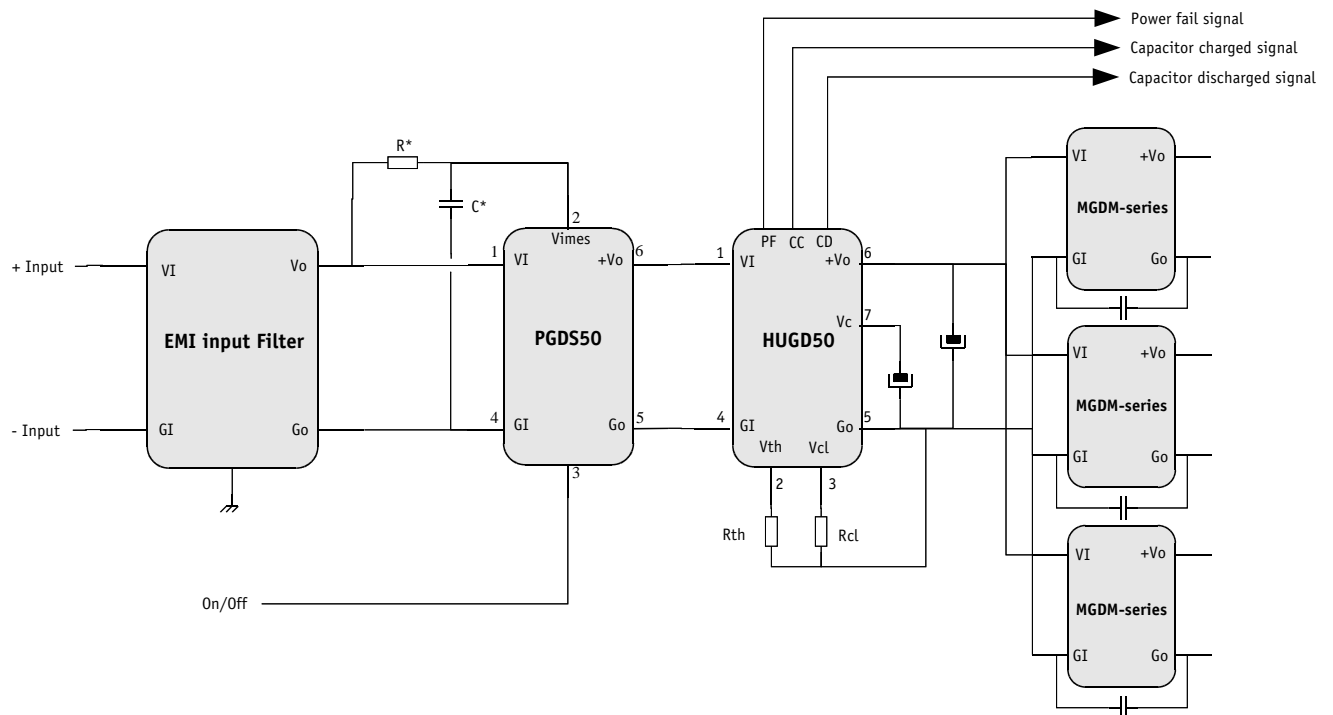 Power fail signal
Capacitor charged signal
Capacitor discharged signal
R*
C*
+ Input
- Input
VI
Vo
EMI input Filter
GI
Go
2
Vimes
1
VI
+Vo
6
PGDS50
4
GI
Go
5
3
On/Off
PF CC CD
1
VI
+Vo
6
Vc
7
HUGD50
4
GI
Go
5
Vth
Vcl
2
3
Rth
Rcl
VI
+Vo
MGDM-series
GI
Go
VI
+Vo
MGDM-series
GI
Go
VI
+Vo
MGDM-series
GI
Go